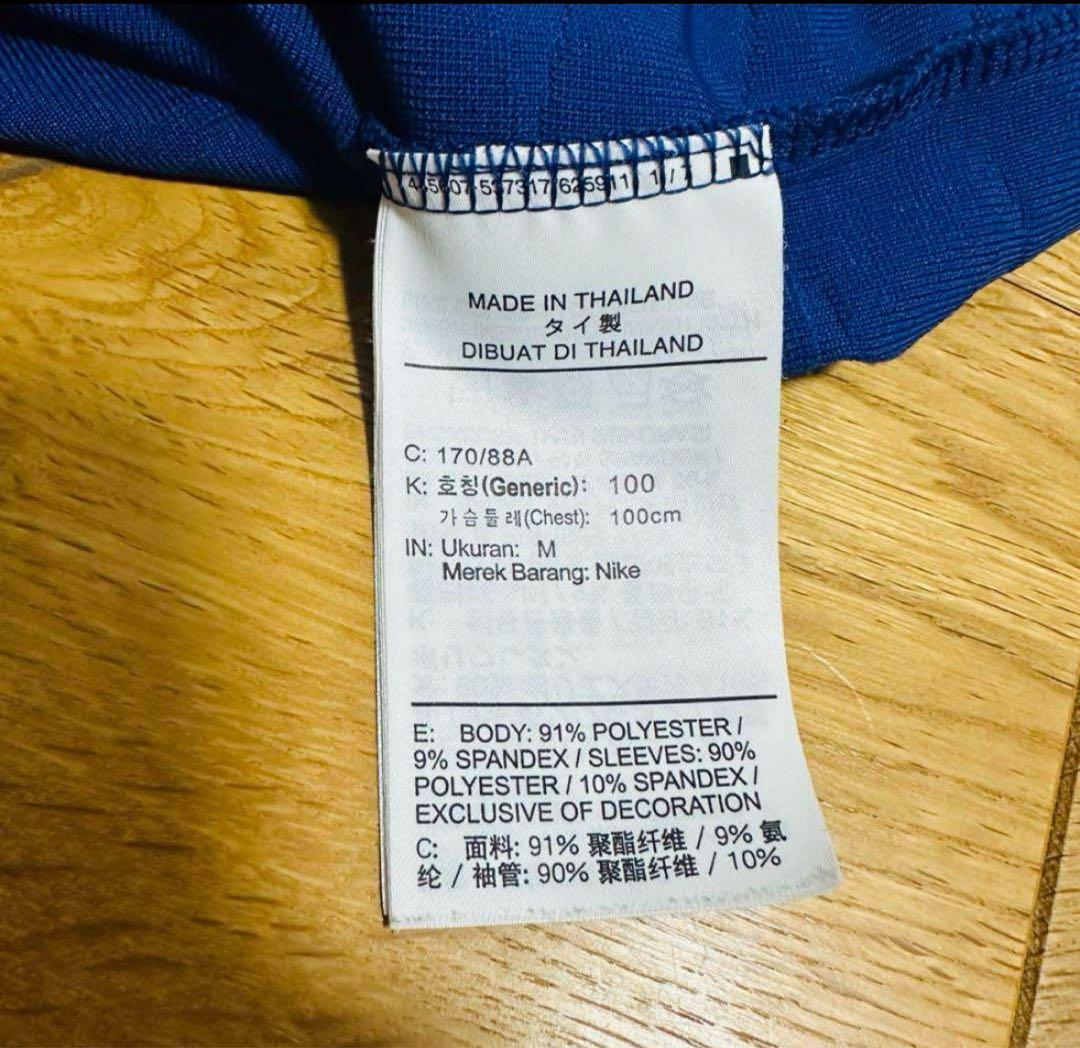 MADE IN THAILAND
タイ製
DIBUAT DI THAILAND
C: 170/88A
K: 호칭(Generic): 100
가슴둘레(Chest): 100cm
IN: Ukuran: M
Merek Barang: Nike
E: BODY: 91% POLYESTER /
9% SPANDEX / SLEEVES: 90%
POLYESTER / 10% SPANDEX /
EXCLUSIVE OF DECORATION
C: 面料: 91% 聚酯纤维 / 9% 氨
纶 / 袖管: 90% 聚酯纤维 / 10%